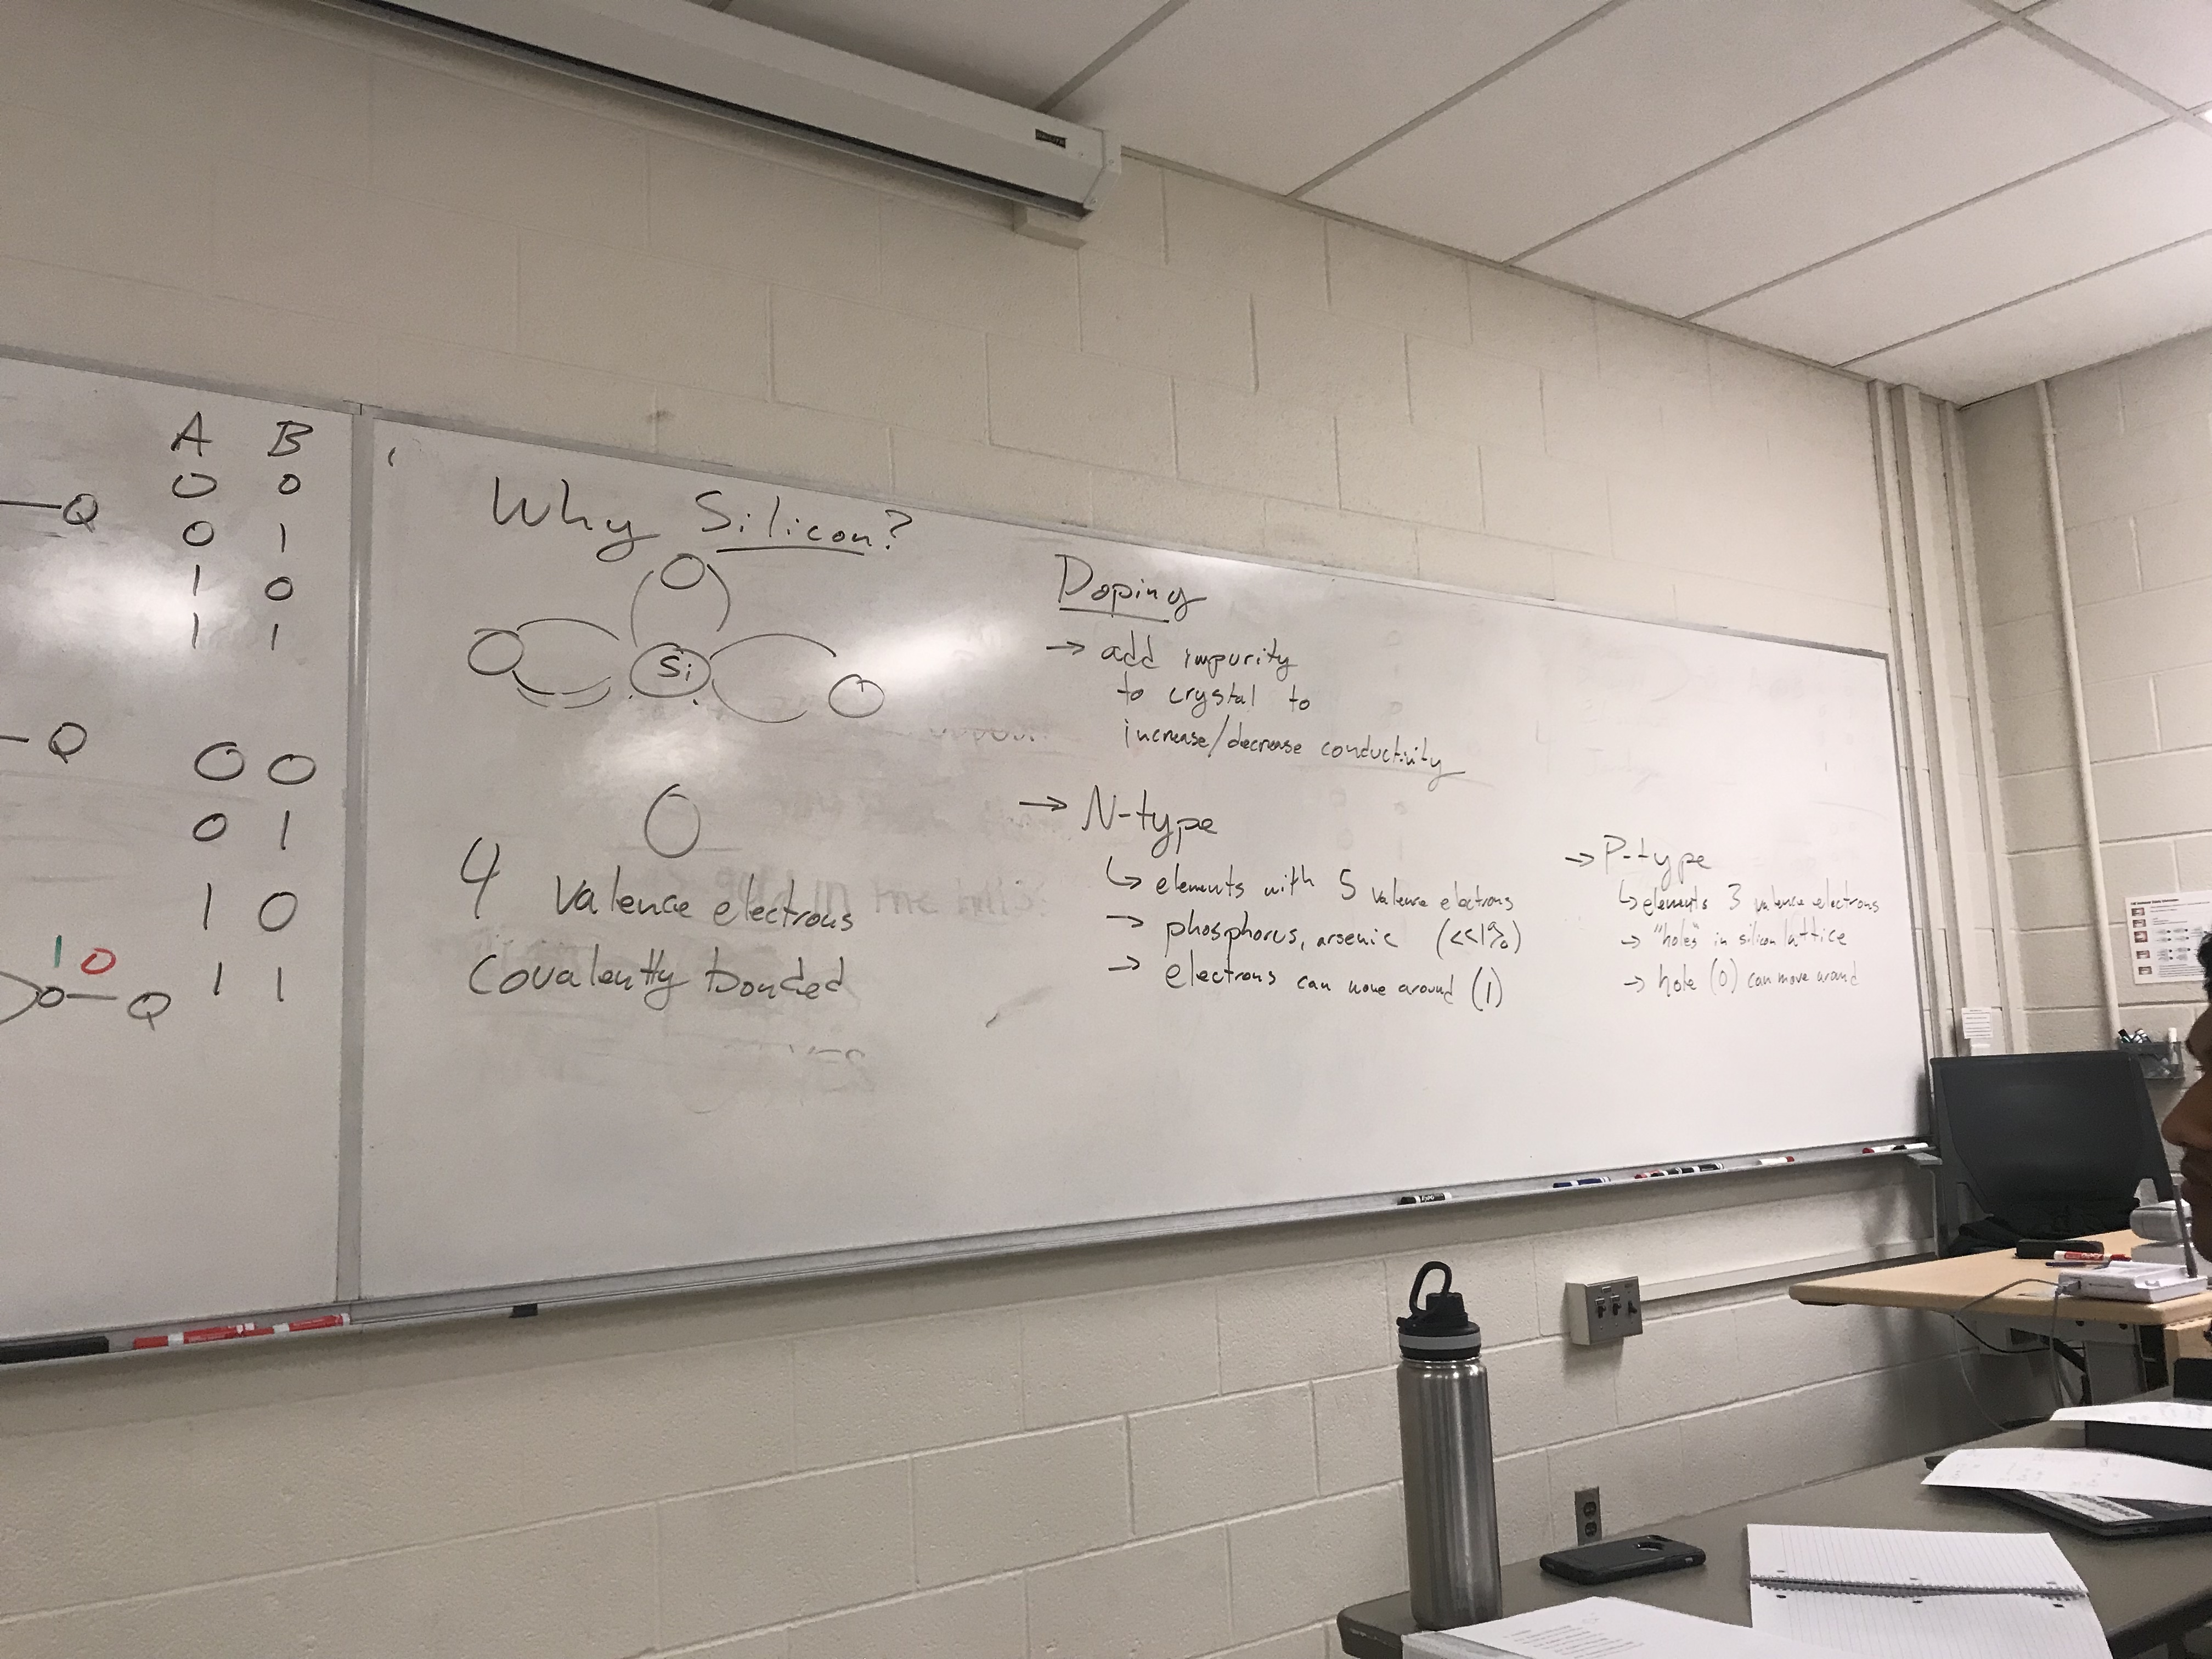 A B
0 0
Q
0 1
1 0
1 1
Q
0 0
0 1
1 0
1 0
1 1
Q
Why Silicon?
Si
4 valence electrons
Covalently bonded
Doping
→ add impurity
to crystal to
increase/decrease conductivity
→ N-type
↳ elements with 5 valence electrons
→ phosphorus, arsenic (<<1%)
→ electrons can move around (1)
→ P-type
↳ elements 3 valence electrons
→ "holes" in silicon lattice
→ hole (0) can move around